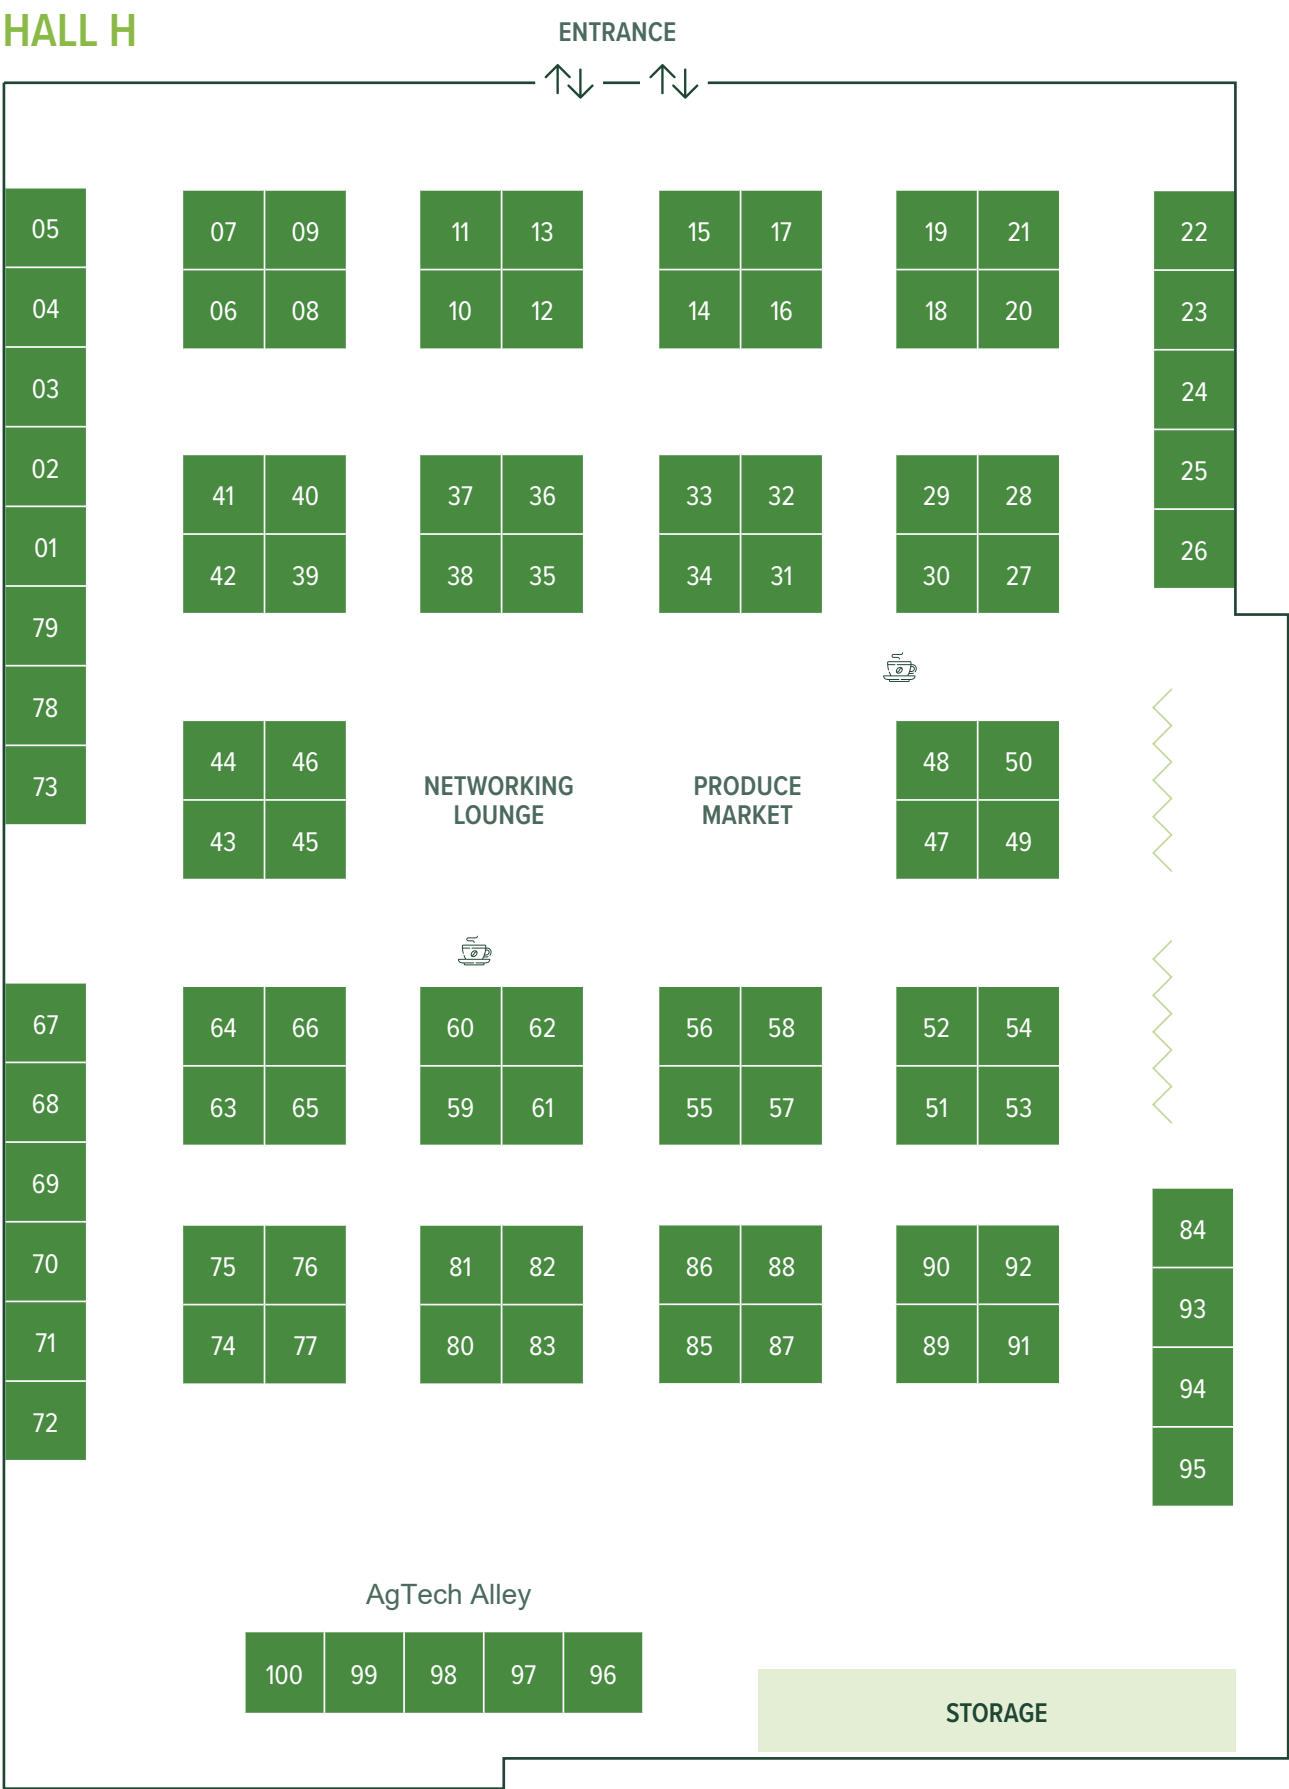 HALL H
ENTRANCE
05 07 09 11 13 15 17 19 21 22
04 06 08 10 12 14 16 18 20 23
03 24
02 41 40 37 36 33 32 29 28 25
01 42 39 38 35 34 31 30 27 26
79
78 44 46 48 50
73 NETWORKING PRODUCE
LOUNGE MARKET
43 45 47 49
67 64 66 60 62 56 58 52 54
68 63 65 59 61 55 57 51 53
69
84
70 75 76 81 82 86 88 90 92
93
71 74 77 80 83 85 87 89 91
94
72
95
AgTech Alley
100 99 98 97 96
STORAGE